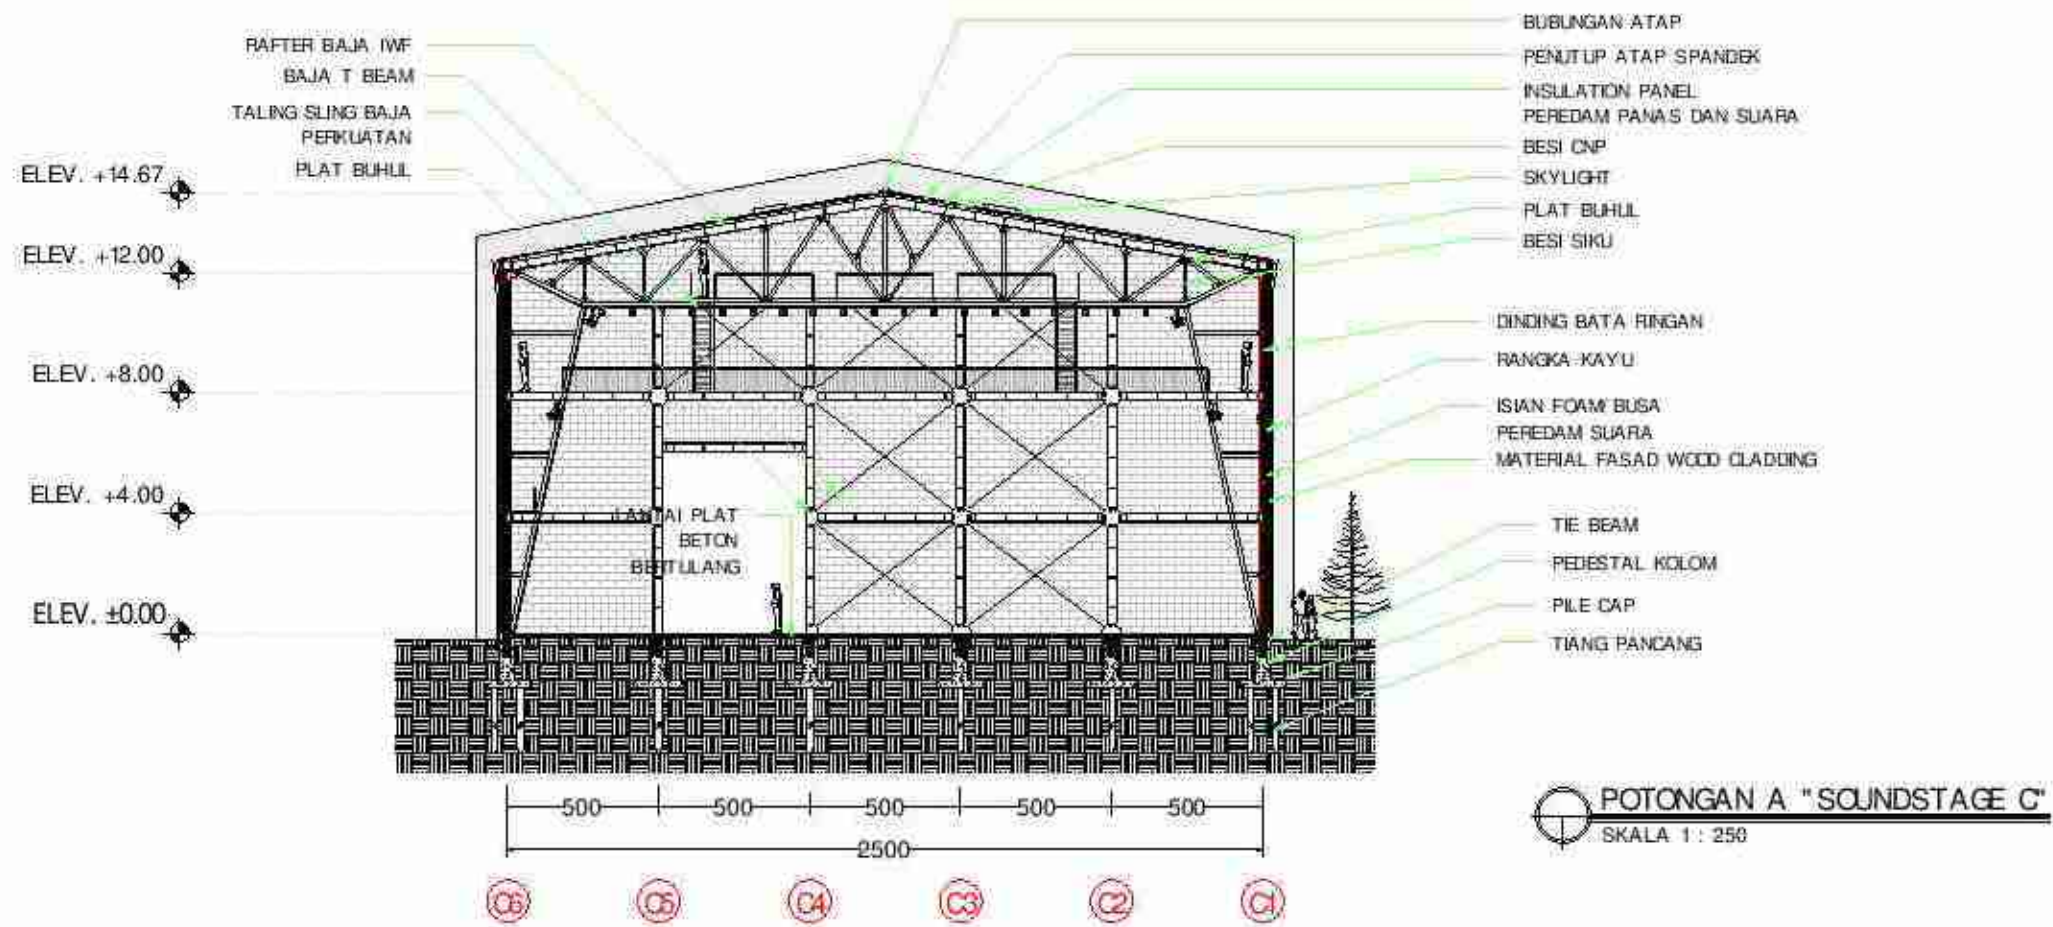 RAFTER BAJA IWF
BAJA T BEAM
TALING SLING BAJA
PERKUATAN
PLAT BUHUL
ELEV. +14.67
ELEV. +12.00
ELEV. +8.00
ELEV. +4.00
ELEV. ±0.00
LANTAI PLAT
BETON
BERTULANG
BUBUNGAN ATAP
PENUTUP ATAP SPANDEK
INSULATION PANEL
PEREDAM PANAS DAN SUARA
BESI CNP
SKYLIGHT
PLAT BUHUL
BESI SIKU
DINDING BATA RINGAN
RANGKA KAYU
ISIAN FOAM/ BUSA
PEREDAM SUARA
MATERIAL FASAD WOOD CLADDING
TIE BEAM
PEDESTAL KOLOM
PILE CAP
TIANG PANCANG
500 500 500 500 500
2500
C6 C5 C4 C3 C2 C1
POTONGAN A "SOUNDSTAGE C"
SKALA 1 : 250